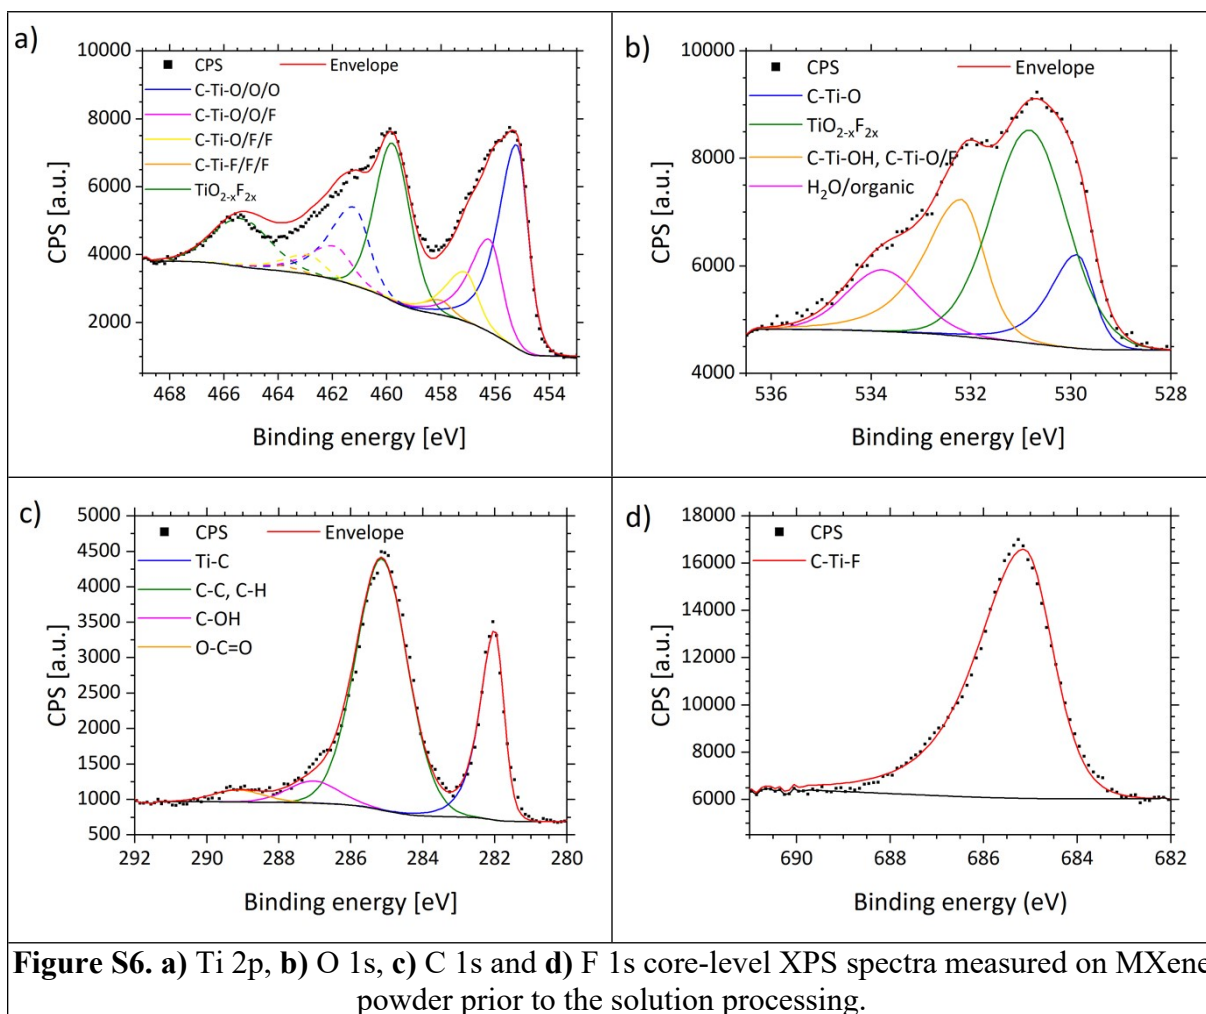 a)
10000
8000
6000
4000
2000
CPS
Envelope
C-Ti-O/O/O
C-Ti-O/O/F
C-Ti-O/F/F
C-Ti-F/F/F
TiO2-xF2x
CPS [a.u.]
468 466 464 462 460 458 456 454
Binding energy [eV]
b)
10000
8000
6000
4000
CPS
Envelope
C-Ti-O
TiO2-xF2x
C-Ti-OH, C-Ti-O/F
H2O/organic
CPS [a.u.]
536 534 532 530 528
Binding energy [eV]
c)
5000
4500
4000
3500
3000
2500
2000
1500
1000
500
CPS
Envelope
Ti-C
C-C, C-H
C-OH
O-C=O
CPS [a.u.]
292 290 288 286 284 282 280
Binding energy [eV]
d)
18000
16000
14000
12000
10000
8000
6000
CPS
C-Ti-F
CPS [a.u.]
690 688 686 684 682
Binding energy (eV)
Figure S6. a) Ti 2p, b) O 1s, c) C 1s and d) F 1s core-level XPS spectra measured on MXene
powder prior to the solution processing.